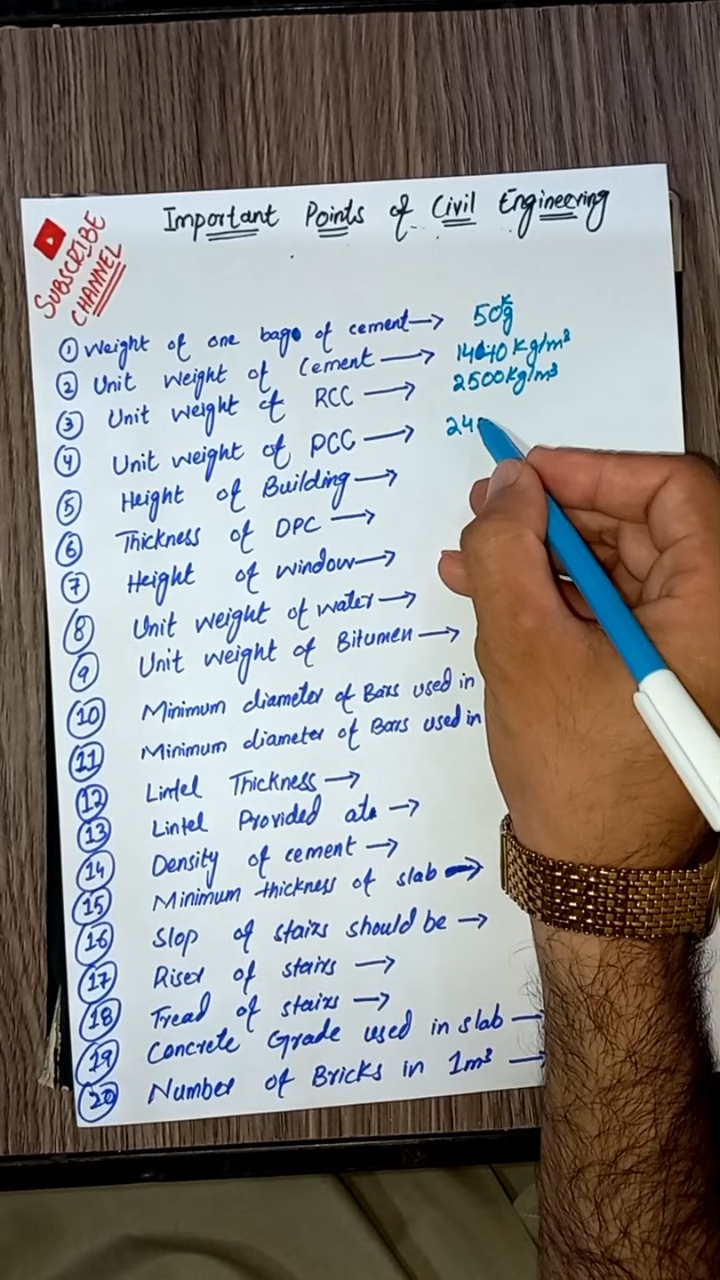 Important Points of Civil Engineering
SUBSCRIBE
CHANNEL
① Weight of one bag of cement → 50kg
② Unit weight of Cement → 1440 Kg/m³
③ Unit weight of RCC → 2500 Kg/m³
④ Unit weight of PCC → 24
⑤ Height of Building →
⑥ Thickness of DPC →
⑦ Height of window →
⑧ Unit weight of water →
⑨ Unit weight of Bitumen →
⑩ Minimum diameter of Bars used in
⑪ Minimum diameter of Bars used in
⑫ Lintel Thickness →
⑬ Lintel Provided at →
⑭ Density of cement →
⑮ Minimum thickness of slab →
⑯ Slop of stairs should be →
⑰ Riser of stairs →
⑱ Tread of stairs →
⑲ Concrete Grade used in slab →
⑳ Number of Bricks in 1m³ →